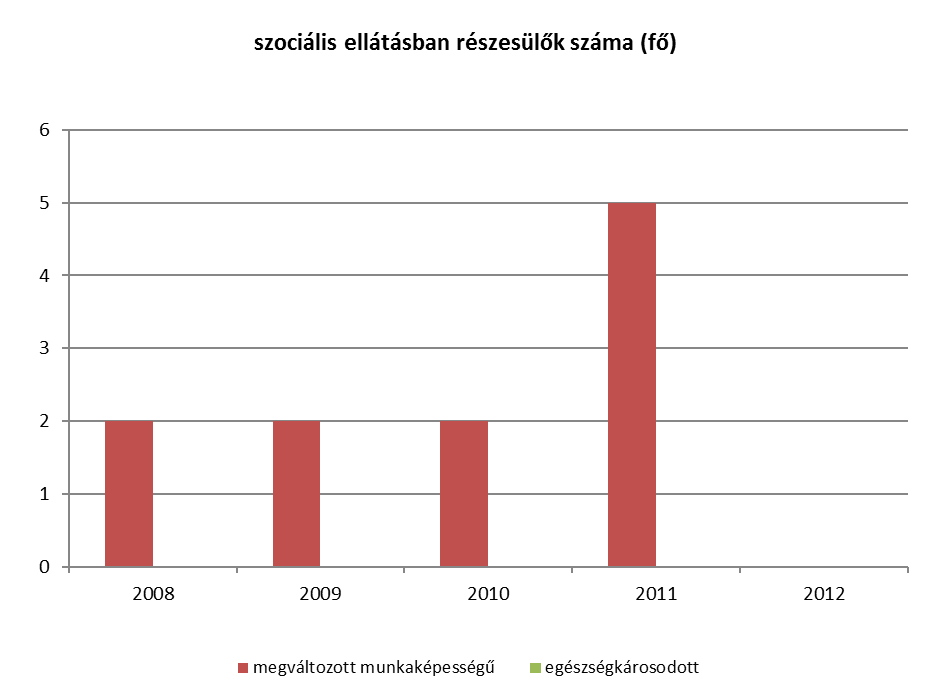 szociális ellátásban részesülők száma (fő)
6
5
4
3
2
1
0
2008 2009 2010 2011 2012
megváltozott munkaképességű egészségkárosodott